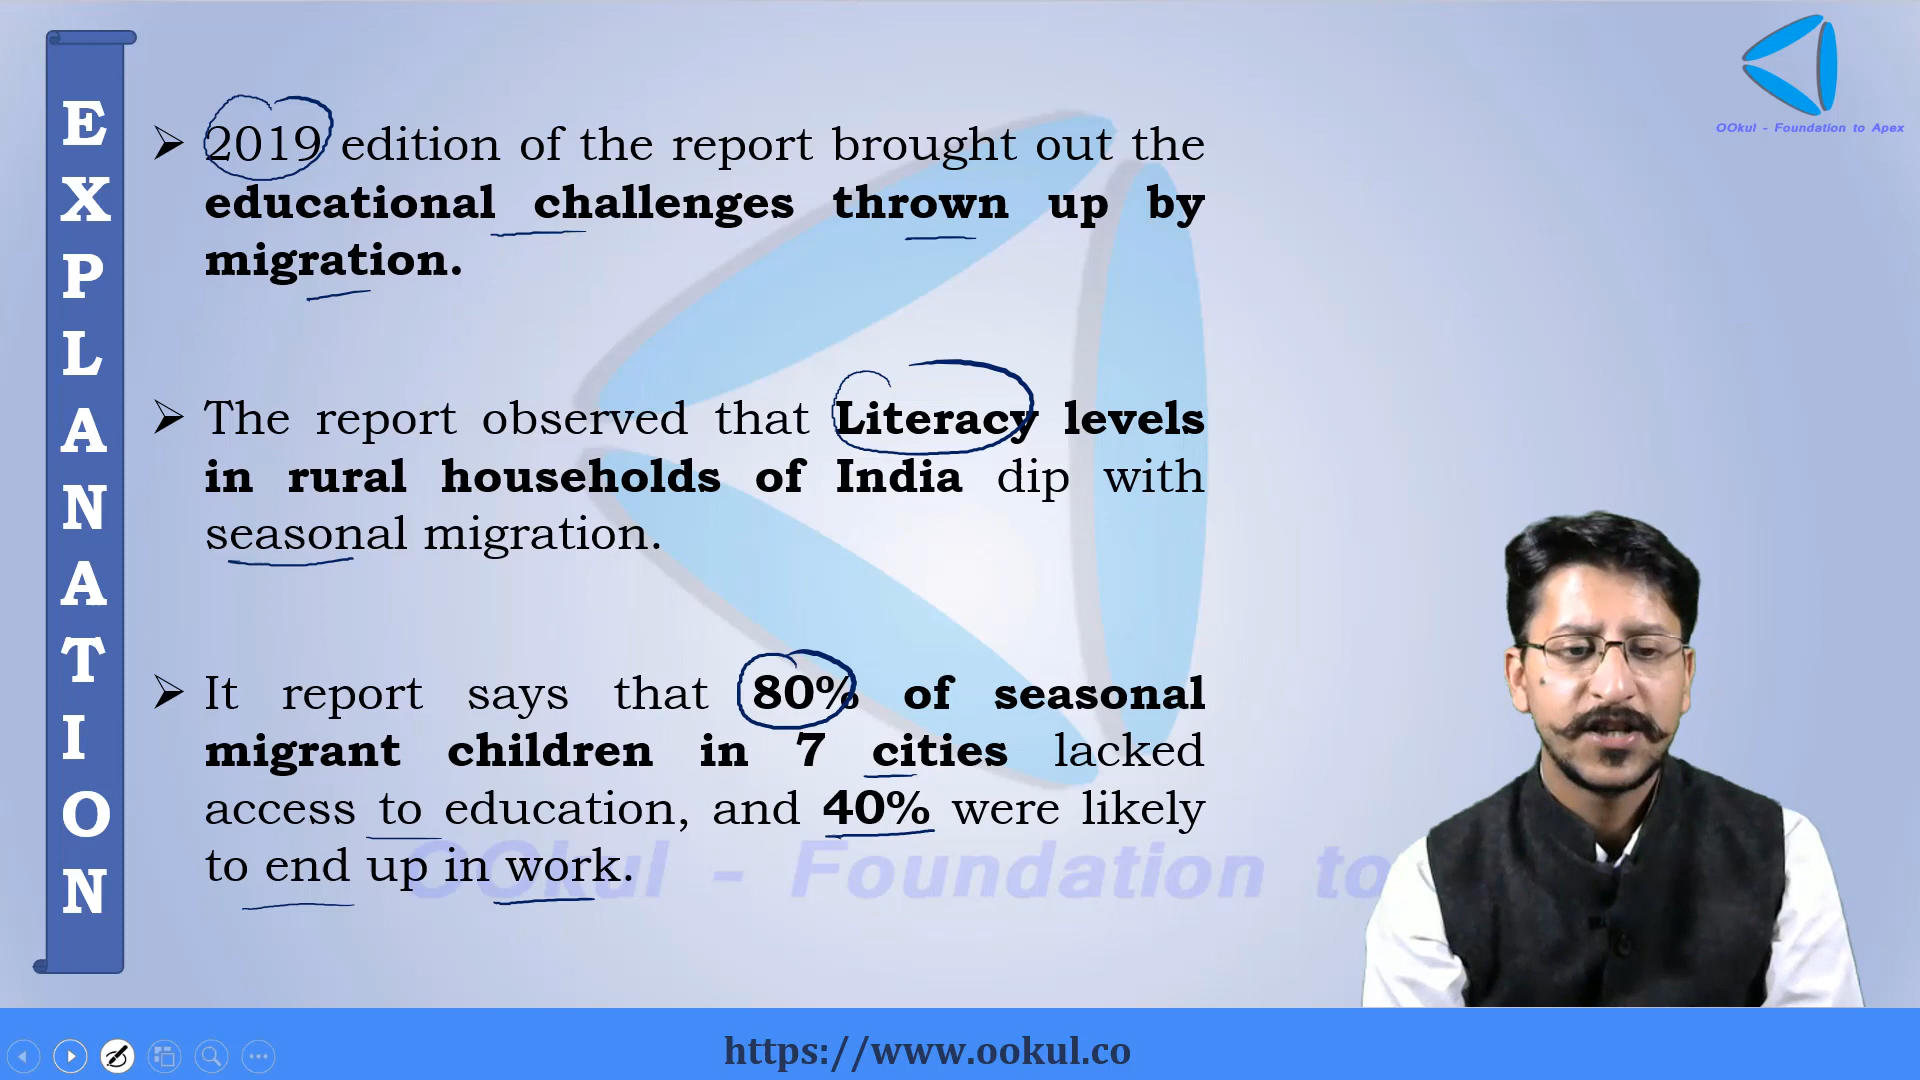 EXPLANATION
OOkul - Foundation to Apex
➢ 2019 edition of the report brought out the
educational challenges thrown up by
migration.
➢ The report observed that Literacy levels
in rural households of India dip with
seasonal migration.
➢ It report says that 80% of seasonal
migrant children in 7 cities lacked
access to education, and 40% were likely
to end up in work.
OOkul - Foundation to
https://www.ookul.co